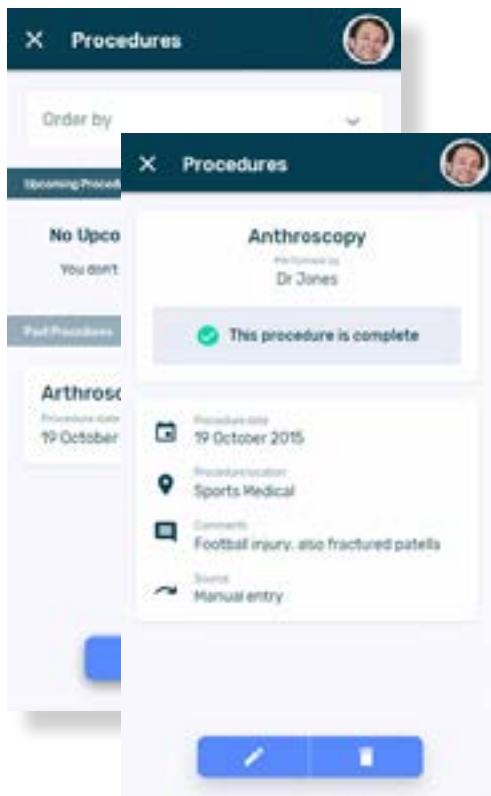 Procedures
Order by
Upcoming Proced
No Upco
You don't
Past Procedures
Arthrosc
Procedure date
19 October
Procedures
Anthroscopy
Performed by
Dr Jones
This procedure is complete
Procedure date
19 October 2015
Procedure location
Sports Medical
Comments
Football injury, also fractured patella
Source
Manual entry